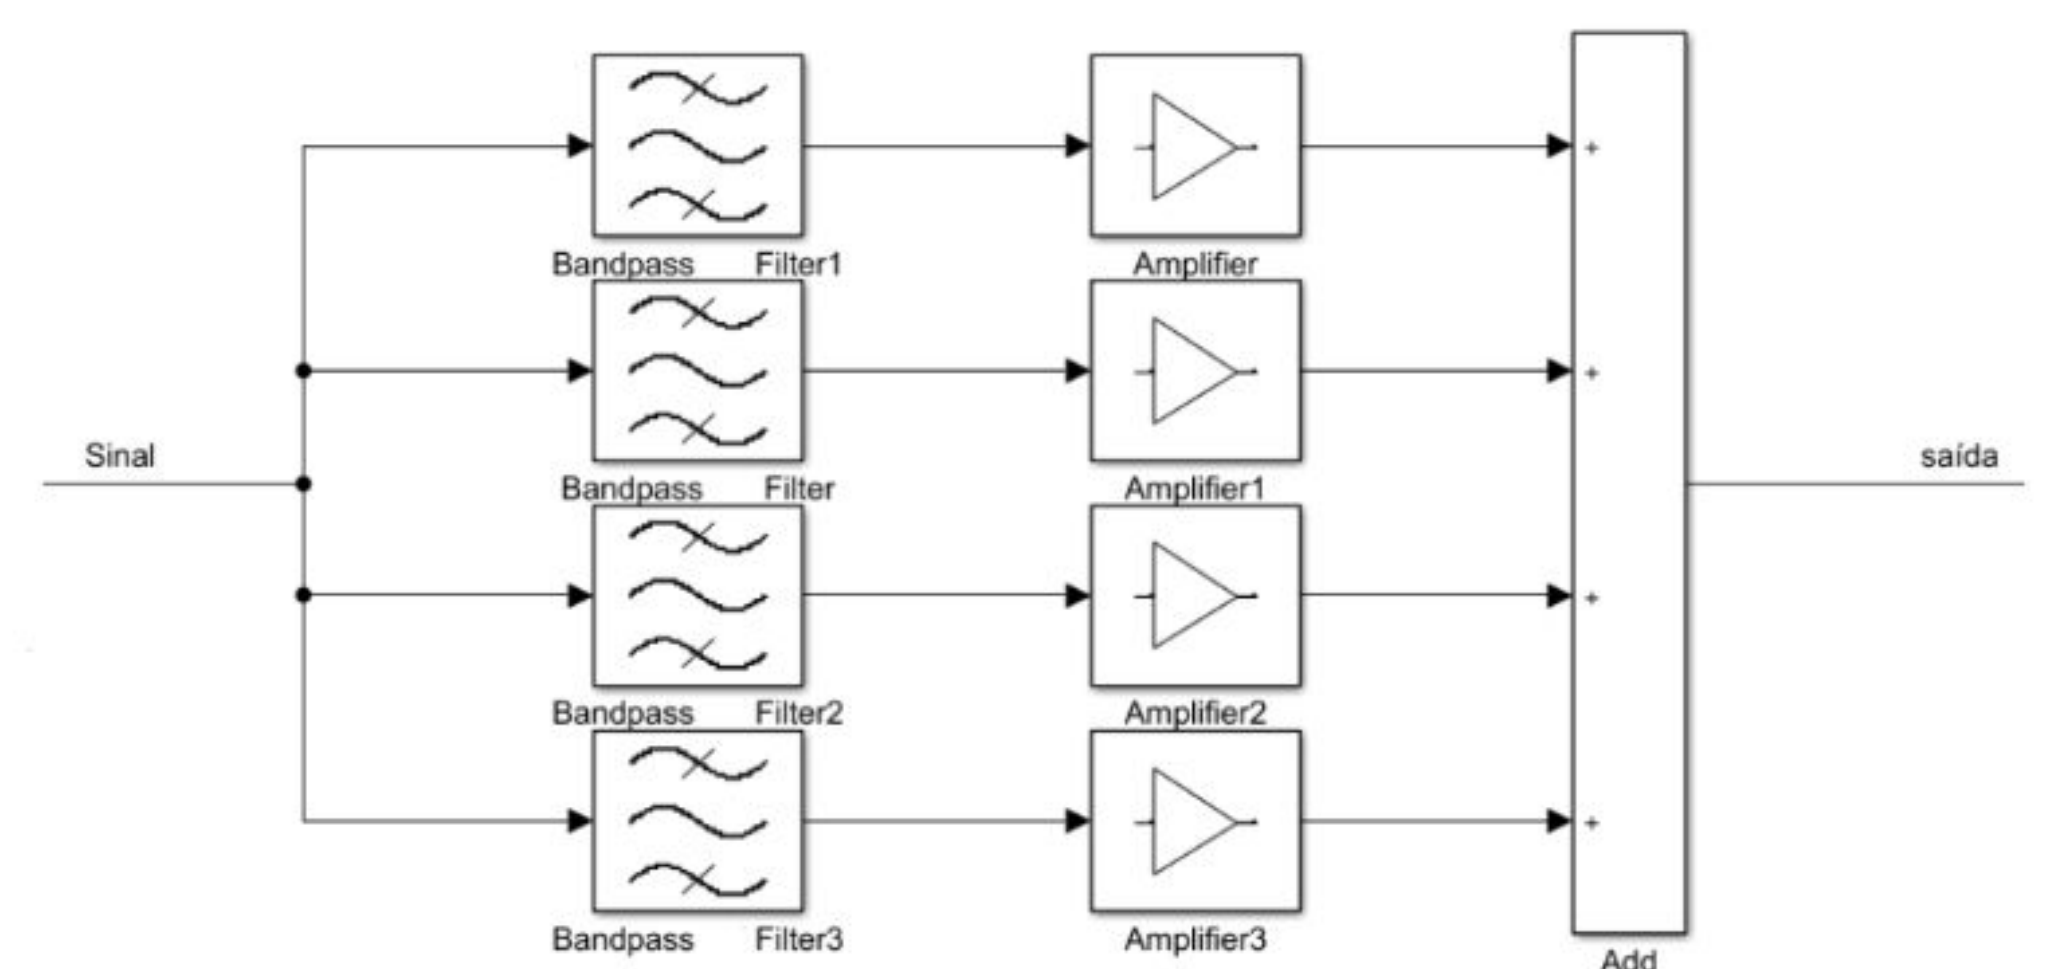 Bandpass Filter1
Amplifier
Sinal
saída
Bandpass Filter
Amplifier1
Bandpass Filter2
Amplifier2
Bandpass Filter3
Amplifier3
Add
+
+
+
+